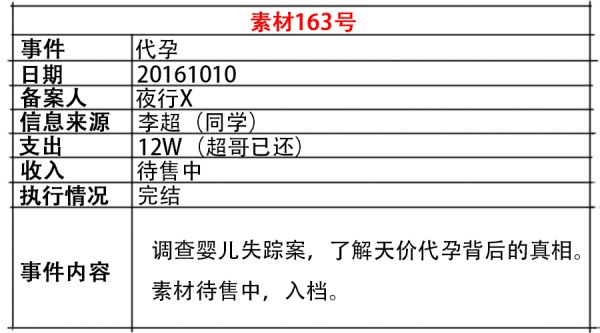 素材163号
事件 代孕
日期 20161010
备案人 夜行X
信息来源 李超（同学）
支出 12W（超哥已还）
收入 待售中
执行情况 完结
事件内容
调查婴儿失踪案，了解天价代孕背后的真相。
素材待售中，入档。